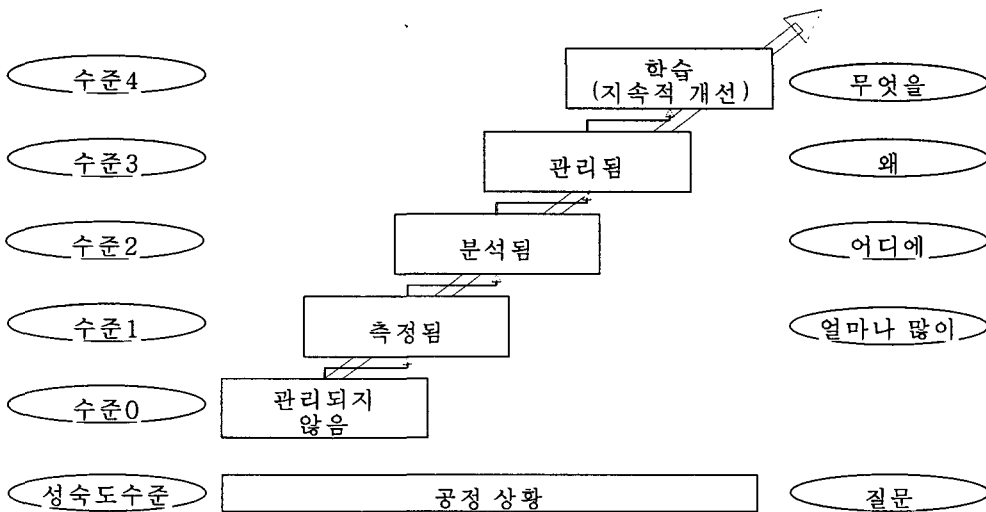 수준4
학습
(지속적 개선)
무엇을
수준3
관리됨
왜
수준2
분석됨
어디에
수준1
측정됨
얼마나 많이
수준0
관리되지
않음
성숙도수준
공정 상황
질문